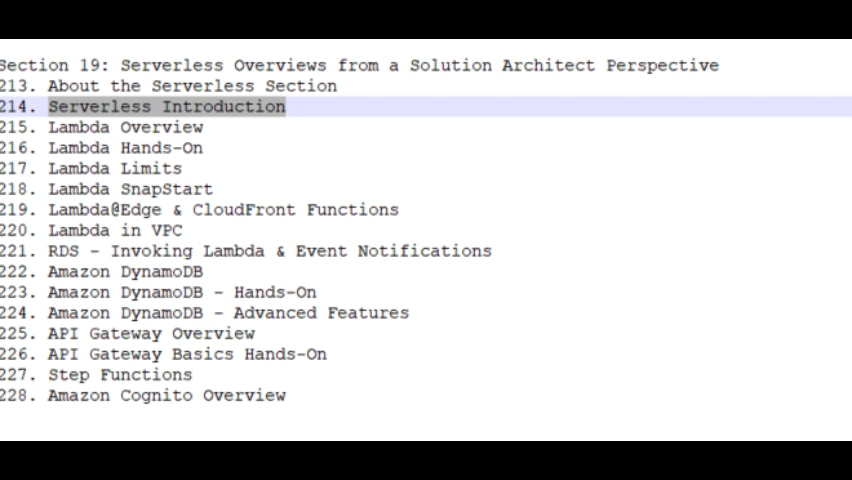 Section 19: Serverless Overviews from a Solution Architect Perspective
213. About the Serverless Section
214. Serverless Introduction
215. Lambda Overview
216. Lambda Hands-On
217. Lambda Limits
218. Lambda SnapStart
219. Lambda@Edge & CloudFront Functions
220. Lambda in VPC
221. RDS - Invoking Lambda & Event Notifications
222. Amazon DynamoDB
223. Amazon DynamoDB - Hands-On
224. Amazon DynamoDB - Advanced Features
225. API Gateway Overview
226. API Gateway Basics Hands-On
227. Step Functions
228. Amazon Cognito Overview